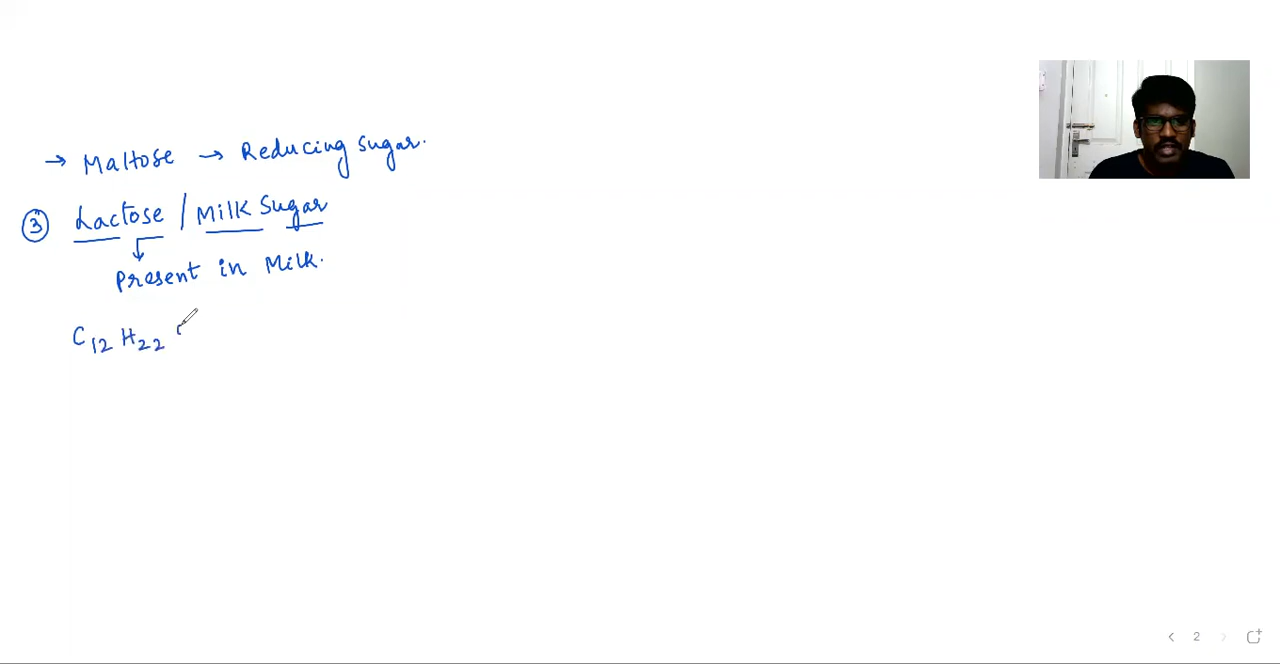 → Maltose → Reducing Sugar.
③ Lactose / Milk Sugar
Present in Milk.
C₁₂ H₂₂
2